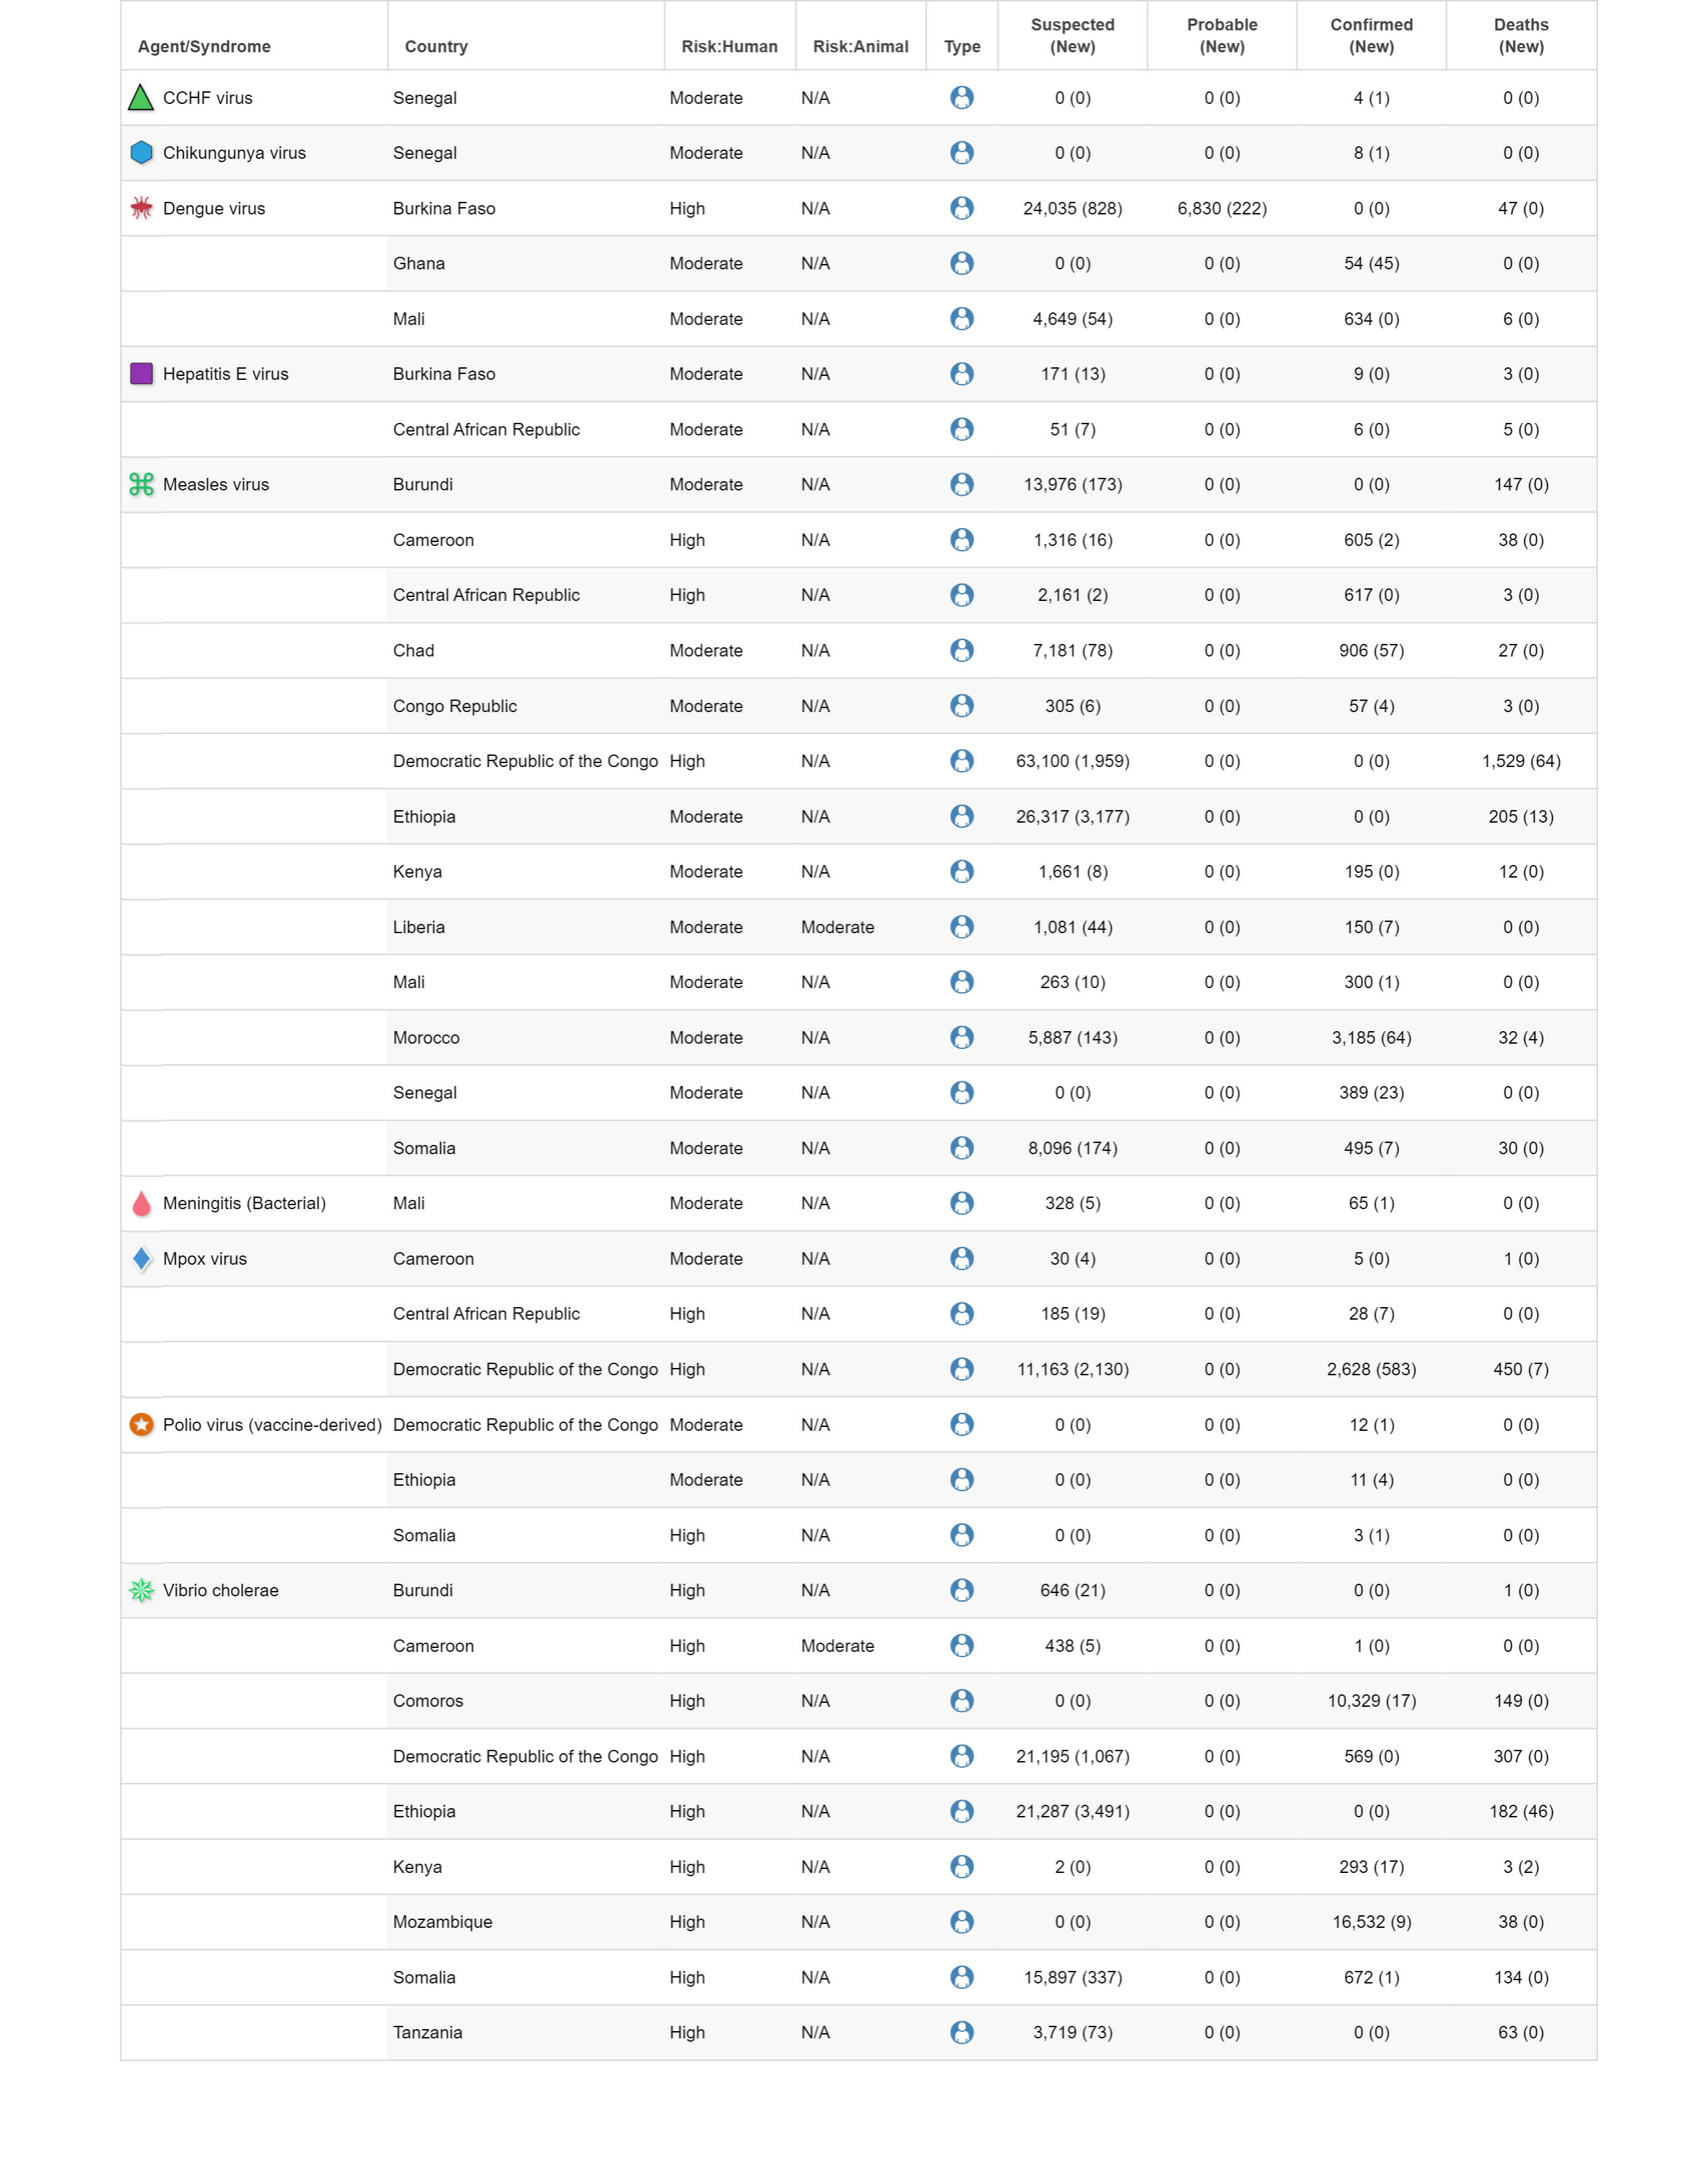 Agent/Syndrome Country Risk:Human Risk:Animal Type Suspected (New) Probable (New) Confirmed (New) Deaths (New)
CCHF virus Senegal Moderate N/A 0 (0) 0 (0) 4 (1) 0 (0)
Chikungunya virus Senegal Moderate N/A 0 (0) 0 (0) 8 (1) 0 (0)
Dengue virus Burkina Faso High N/A 24,035 (828) 6,830 (222) 0 (0) 47 (0)
Ghana Moderate N/A 0 (0) 0 (0) 54 (45) 0 (0)
Mali Moderate N/A 4,649 (54) 0 (0) 634 (0) 6 (0)
Hepatitis E virus Burkina Faso Moderate N/A 171 (13) 0 (0) 9 (0) 3 (0)
Central African Republic Moderate N/A 51 (7) 0 (0) 6 (0) 5 (0)
Measles virus Burundi Moderate N/A 13,976 (173) 0 (0) 0 (0) 147 (0)
Cameroon High N/A 1,316 (16) 0 (0) 605 (2) 38 (0)
Central African Republic High N/A 2,161 (2) 0 (0) 617 (0) 3 (0)
Chad Moderate N/A 7,181 (78) 0 (0) 906 (57) 27 (0)
Congo Republic Moderate N/A 305 (6) 0 (0) 57 (4) 3 (0)
Democratic Republic of the Congo High N/A 63,100 (1,959) 0 (0) 0 (0) 1,529 (64)
Ethiopia Moderate N/A 26,317 (3,177) 0 (0) 0 (0) 205 (13)
Kenya Moderate N/A 1,661 (8) 0 (0) 195 (0) 12 (0)
Liberia Moderate Moderate 1,081 (44) 0 (0) 150 (7) 0 (0)
Mali Moderate N/A 263 (10) 0 (0) 300 (1) 0 (0)
Morocco Moderate N/A 5,887 (143) 0 (0) 3,185 (64) 32 (4)
Senegal Moderate N/A 0 (0) 0 (0) 389 (23) 0 (0)
Somalia Moderate N/A 8,096 (174) 0 (0) 495 (7) 30 (0)
Meningitis (Bacterial) Mali Moderate N/A 328 (5) 0 (0) 65 (1) 0 (0)
Mpox virus Cameroon Moderate N/A 30 (4) 0 (0) 5 (0) 1 (0)
Central African Republic High N/A 185 (19) 0 (0) 28 (7) 0 (0)
Democratic Republic of the Congo High N/A 11,163 (2,130) 0 (0) 2,628 (583) 450 (7)
Polio virus (vaccine-derived) Democratic Republic of the Congo Moderate N/A 0 (0) 0 (0) 12 (1) 0 (0)
Ethiopia Moderate N/A 0 (0) 0 (0) 11 (4) 0 (0)
Somalia High N/A 0 (0) 0 (0) 3 (1) 0 (0)
Vibrio cholerae Burundi High N/A 646 (21) 0 (0) 0 (0) 1 (0)
Cameroon High Moderate 438 (5) 0 (0) 1 (0) 0 (0)
Comoros High N/A 0 (0) 0 (0) 10,329 (17) 149 (0)
Democratic Republic of the Congo High N/A 21,195 (1,067) 0 (0) 569 (0) 307 (0)
Ethiopia High N/A 21,287 (3,491) 0 (0) 0 (0) 182 (46)
Kenya High N/A 2 (0) 0 (0) 293 (17) 3 (2)
Mozambique High N/A 0 (0) 0 (0) 16,532 (9) 38 (0)
Somalia High N/A 15,897 (337) 0 (0) 672 (1) 134 (0)
Tanzania High N/A 3,719 (73) 0 (0) 0 (0) 63 (0)